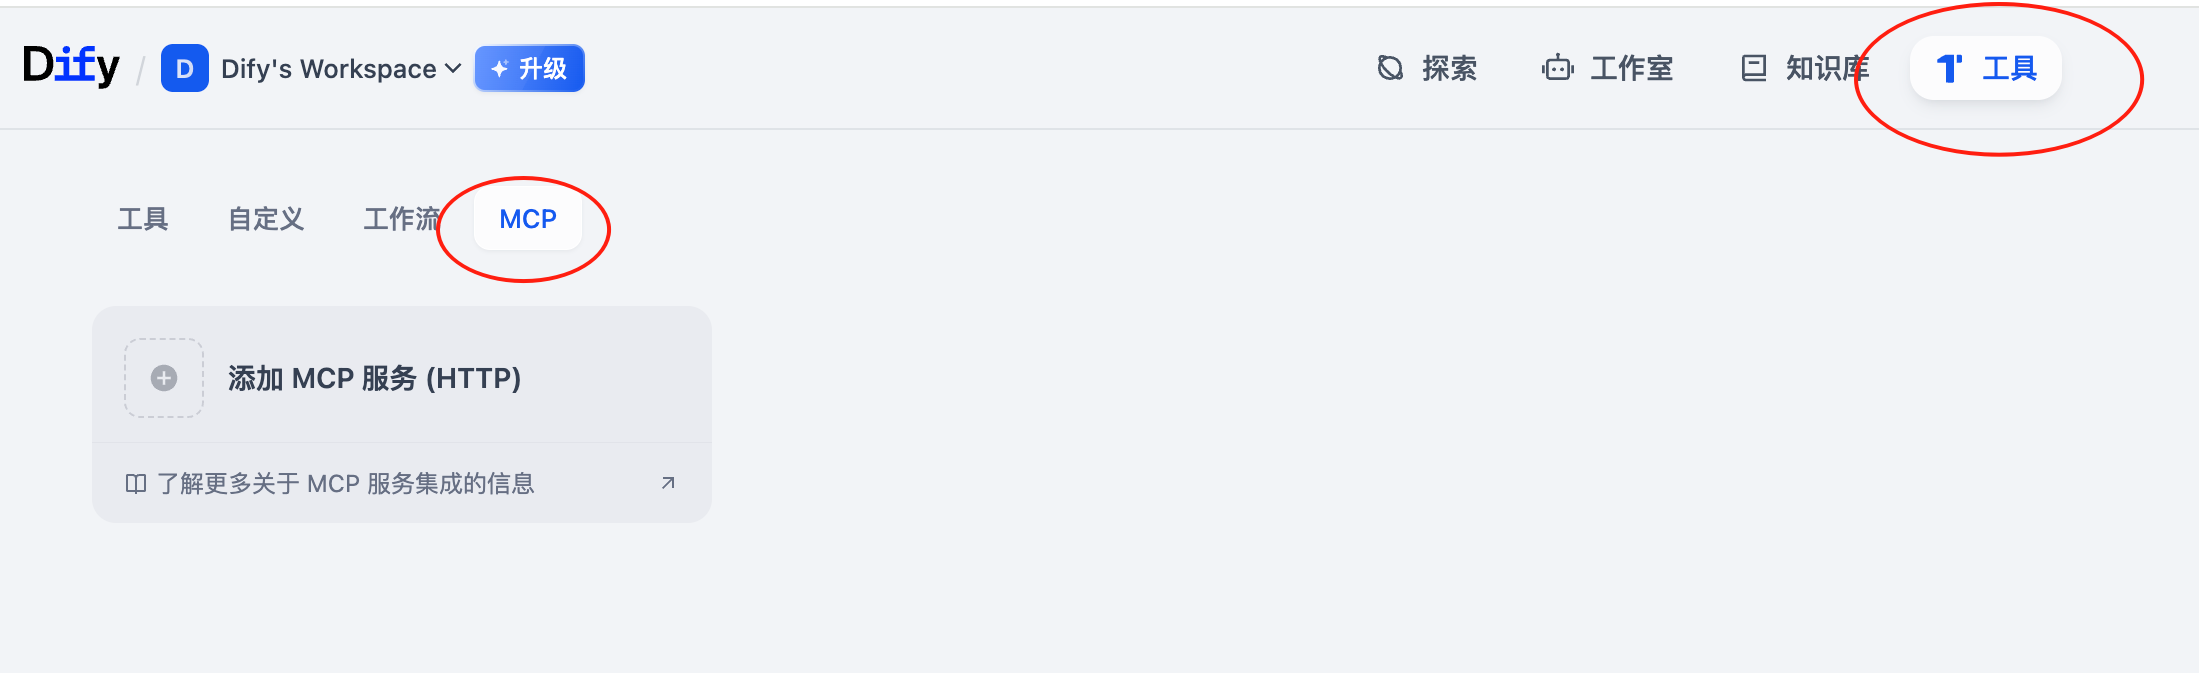 Dify / D Dify's Workspace 升级 探索 工作室 知识库 工具
工具 自定义 工作流 MCP
添加 MCP 服务 (HTTP)
了解更多关于 MCP 服务集成的信息